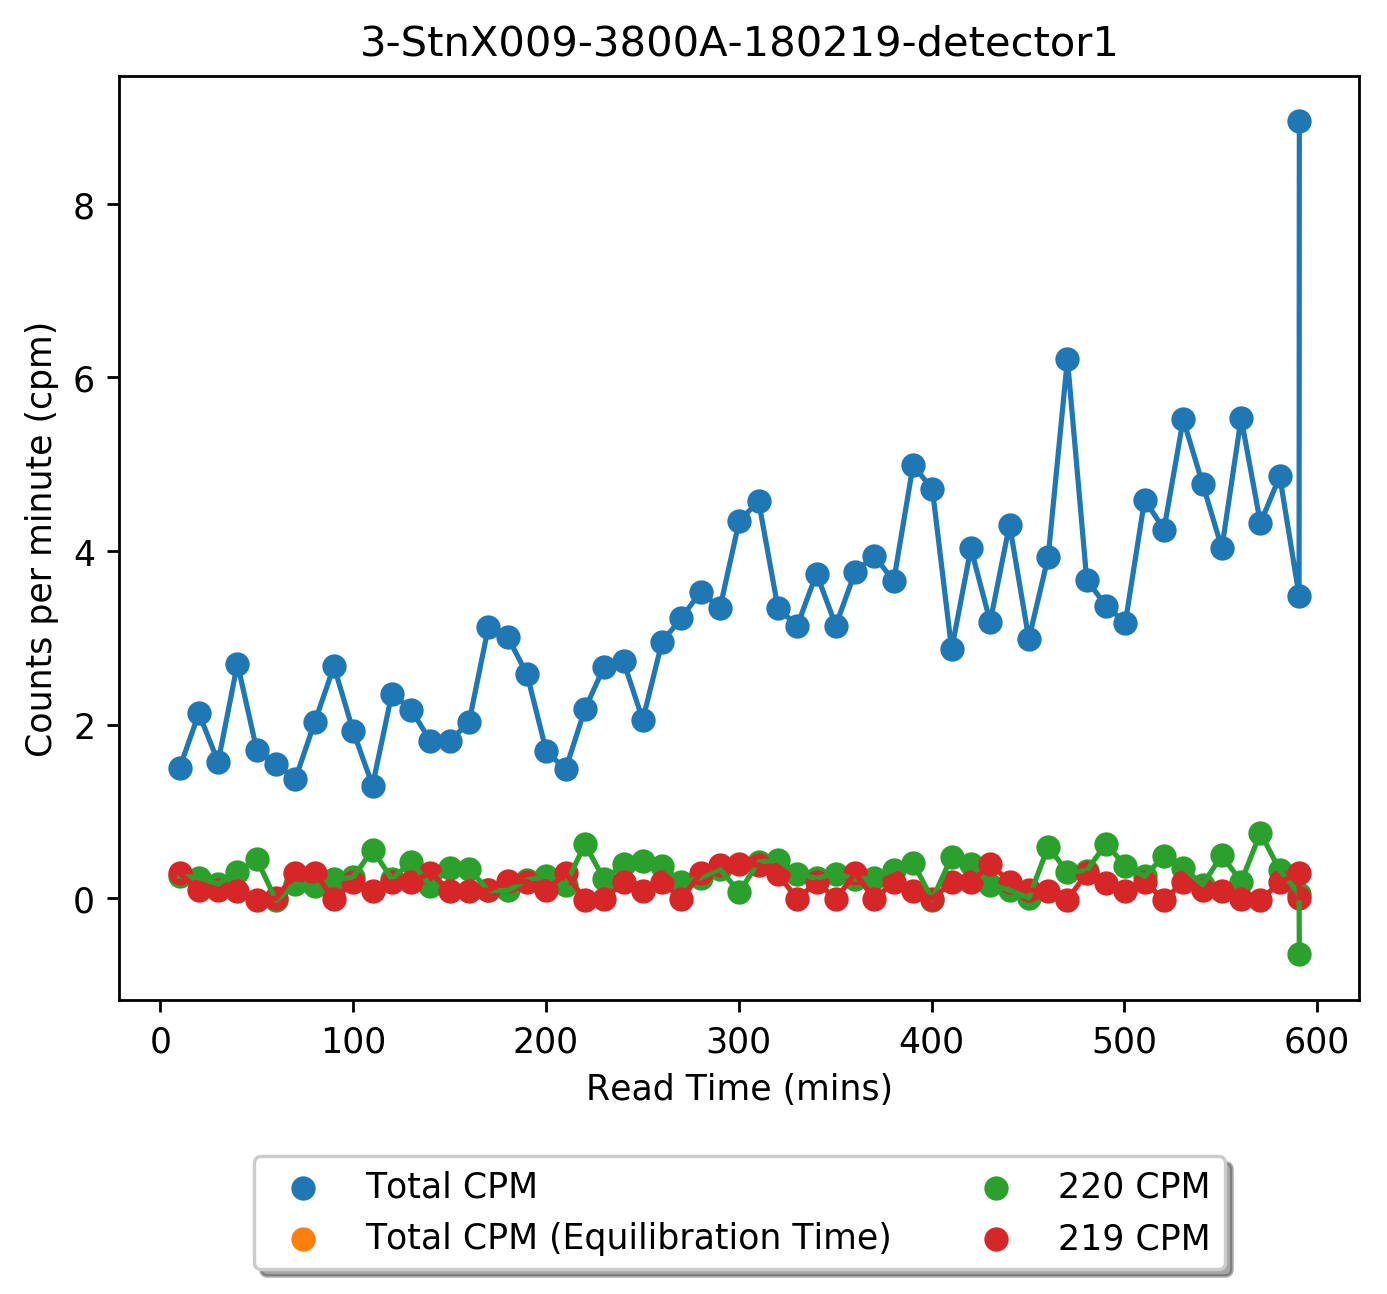 3-StnX009-3800A-180219-detector1
Counts per minute (cpm)
8
6
4
2
0
0 100 200 300 400 500 600
Read Time (mins)
Total CPM
Total CPM (Equilibration Time)
220 CPM
219 CPM